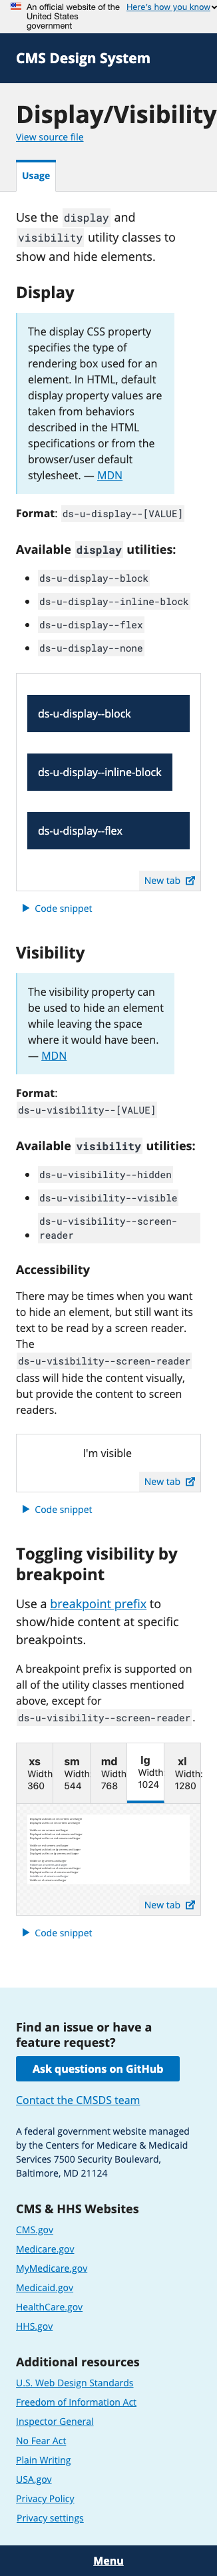 An official website of the
United States
government
Here's how you know
CMS Design System
Display/Visibility
View source file
Usage
Use the display and
visibility utility classes to
show and hide elements.
Display
The display CSS property
specifies the type of
rendering box used for an
element. In HTML, default
display property values are
taken from behaviors
described in the HTML
specifications or from the
browser/user default
stylesheet. — MDN
Format: ds-u-display--[VALUE]
Available display utilities:
ds-u-display--block
ds-u-display--inline-block
ds-u-display--flex
ds-u-display--none
ds-u-display--block
ds-u-display--inline-block
ds-u-display--flex
New tab
Code snippet
Visibility
The visibility property can
be used to hide an element
while leaving the space
where it would have been.
— MDN
Format:
ds-u-visibility--[VALUE]
Available visibility utilities:
ds-u-visibility--hidden
ds-u-visibility--visible
ds-u-visibility--screen-
reader
Accessibility
There may be times when you want
to hide an element, but still want its
text to be read by a screen reader.
The
ds-u-visibility--screen-reader
class will hide the content visually,
but provide the content to screen
readers.
I'm visible
New tab
Code snippet
Toggling visibility by
breakpoint
Use a breakpoint prefix to
show/hide content at specific
breakpoints.
A breakpoint prefix is supported on
all of the utility classes mentioned
above, except for
ds-u-visibility--screen-reader.
xs
Width:
360
sm
Width:
544
md
Width:
768
lg
Width:
1024
xl
Width:
1280
New tab
Code snippet
Find an issue or have a
feature request?
Ask questions on GitHub
Contact the CMSDS team
A federal government website managed
by the Centers for Medicare & Medicaid
Services 7500 Security Boulevard,
Baltimore, MD 21124
CMS & HHS Websites
CMS.gov
Medicare.gov
MyMedicare.gov
Medicaid.gov
HealthCare.gov
HHS.gov
Additional resources
U.S. Web Design Standards
Freedom of Information Act
Inspector General
No Fear Act
Plain Writing
USA.gov
Privacy Policy
Privacy settings
Menu